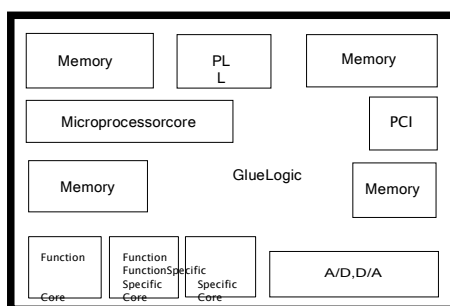 Memory
PL
L
Memory
Microprocessorcore
PCI
Memory
GlueLogic
Memory
Function
Core
Function
FunctionSpecific
Specific
Core
Specific
Core
A/D,D/A